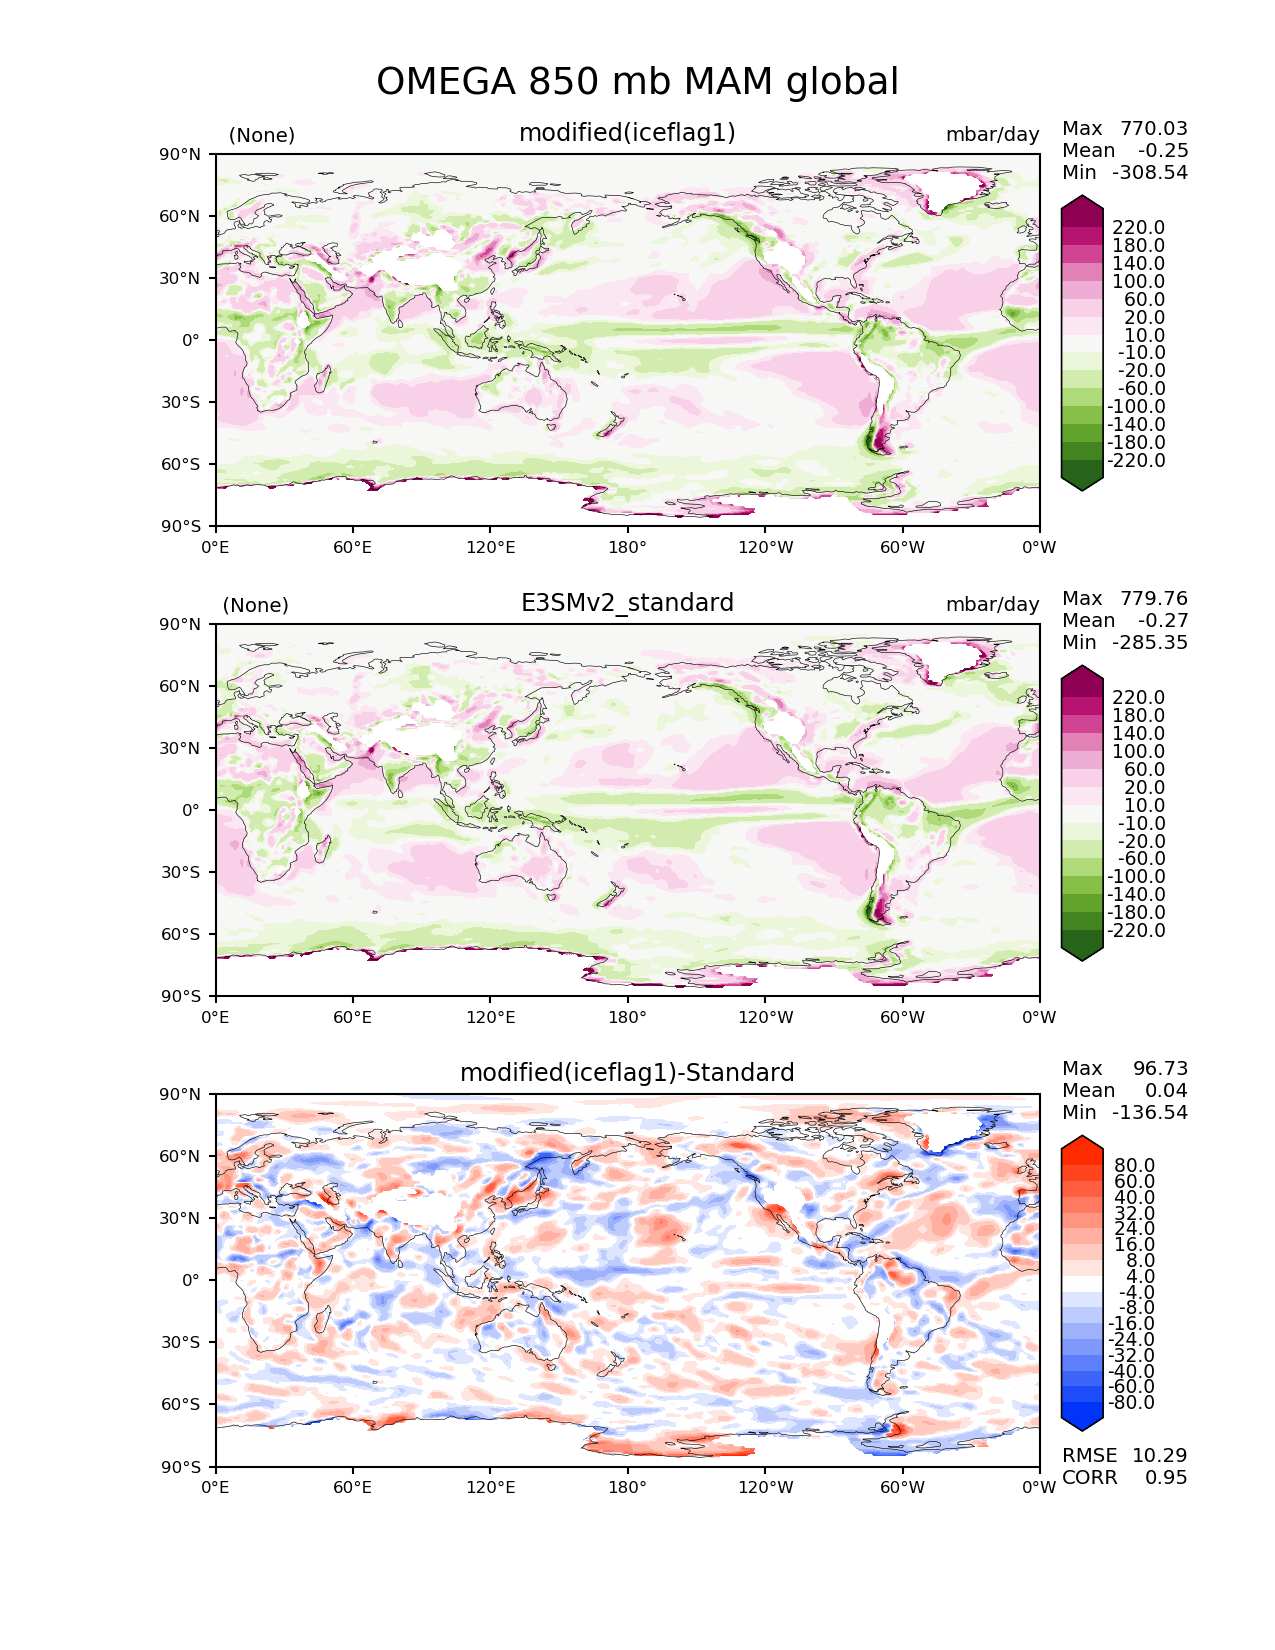 OMEGA 850 mb MAM global
(None) modified(iceflag1) mbar/day
Max 770.03
Mean -0.25
Min -308.54
90°N
60°N
30°N
0°
30°S
60°S
90°S
0°E 60°E 120°E 180° 120°W 60°W 0°W
220.0
180.0
140.0
100.0
60.0
20.0
10.0
-10.0
-20.0
-60.0
-100.0
-140.0
-180.0
-220.0
(None) E3SMv2_standard mbar/day
Max 779.76
Mean -0.27
Min -285.35
90°N
60°N
30°N
0°
30°S
60°S
90°S
0°E 60°E 120°E 180° 120°W 60°W 0°W
220.0
180.0
140.0
100.0
60.0
20.0
10.0
-10.0
-20.0
-60.0
-100.0
-140.0
-180.0
-220.0
modified(iceflag1)-Standard
Max 96.73
Mean 0.04
Min -136.54
90°N
60°N
30°N
0°
30°S
60°S
90°S
0°E 60°E 120°E 180° 120°W 60°W 0°W
80.0
60.0
40.0
32.0
24.0
16.0
8.0
4.0
-4.0
-8.0
-16.0
-24.0
-32.0
-40.0
-60.0
-80.0
RMSE 10.29
CORR 0.95